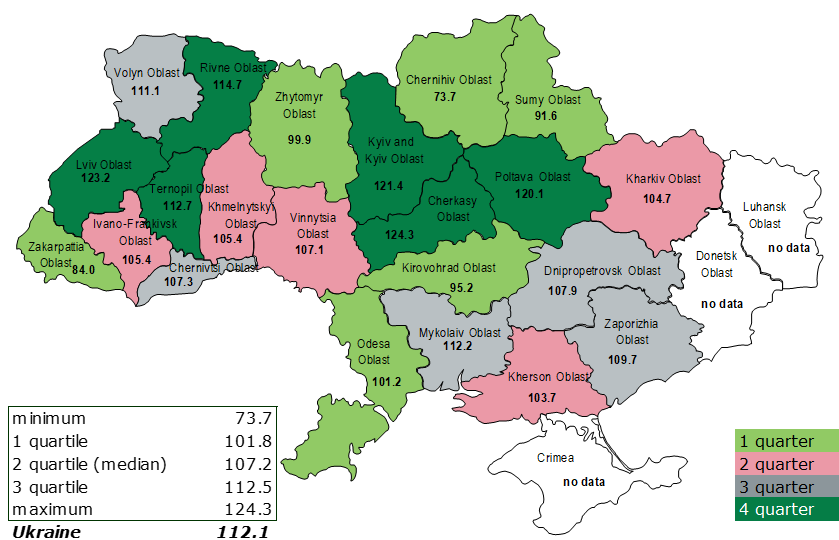 Volyn Oblast
111.1
Rivne Oblast
114.7
Zhytomyr
Oblast
99.9
Chernihiv Oblast
73.7
Sumy Oblast
91.6
Kyiv and
Kyiv Oblast
121.4
Lviv Oblast
123.2
Ternopil Oblast
112.7
Khmelnytskyi
Oblast
105.4
Ivano-Frankivsk
Oblast
105.4
Zakarpattia
Oblast
84.0
Chernivtsi Oblast
107.3
Vinnytsia
Oblast
107.1
Cherkasy
Oblast
124.3
Poltava Oblast
120.1
Kharkiv Oblast
104.7
Luhansk
Oblast
no data
Donetsk
Oblast
no data
Kirovohrad Oblast
95.2
Dnipropetrovsk Oblast
107.9
Zaporizhia
Oblast
109.7
Mykolaiv Oblast
112.2
Odesa
Oblast
101.2
Kherson Oblast
103.7
Crimea
no data
minimum 73.7
1 quartile 101.8
2 quartile (median) 107.2
3 quartile 112.5
maximum 124.3
Ukraine 112.1
1 quarter
2 quarter
3 quarter
4 quarter